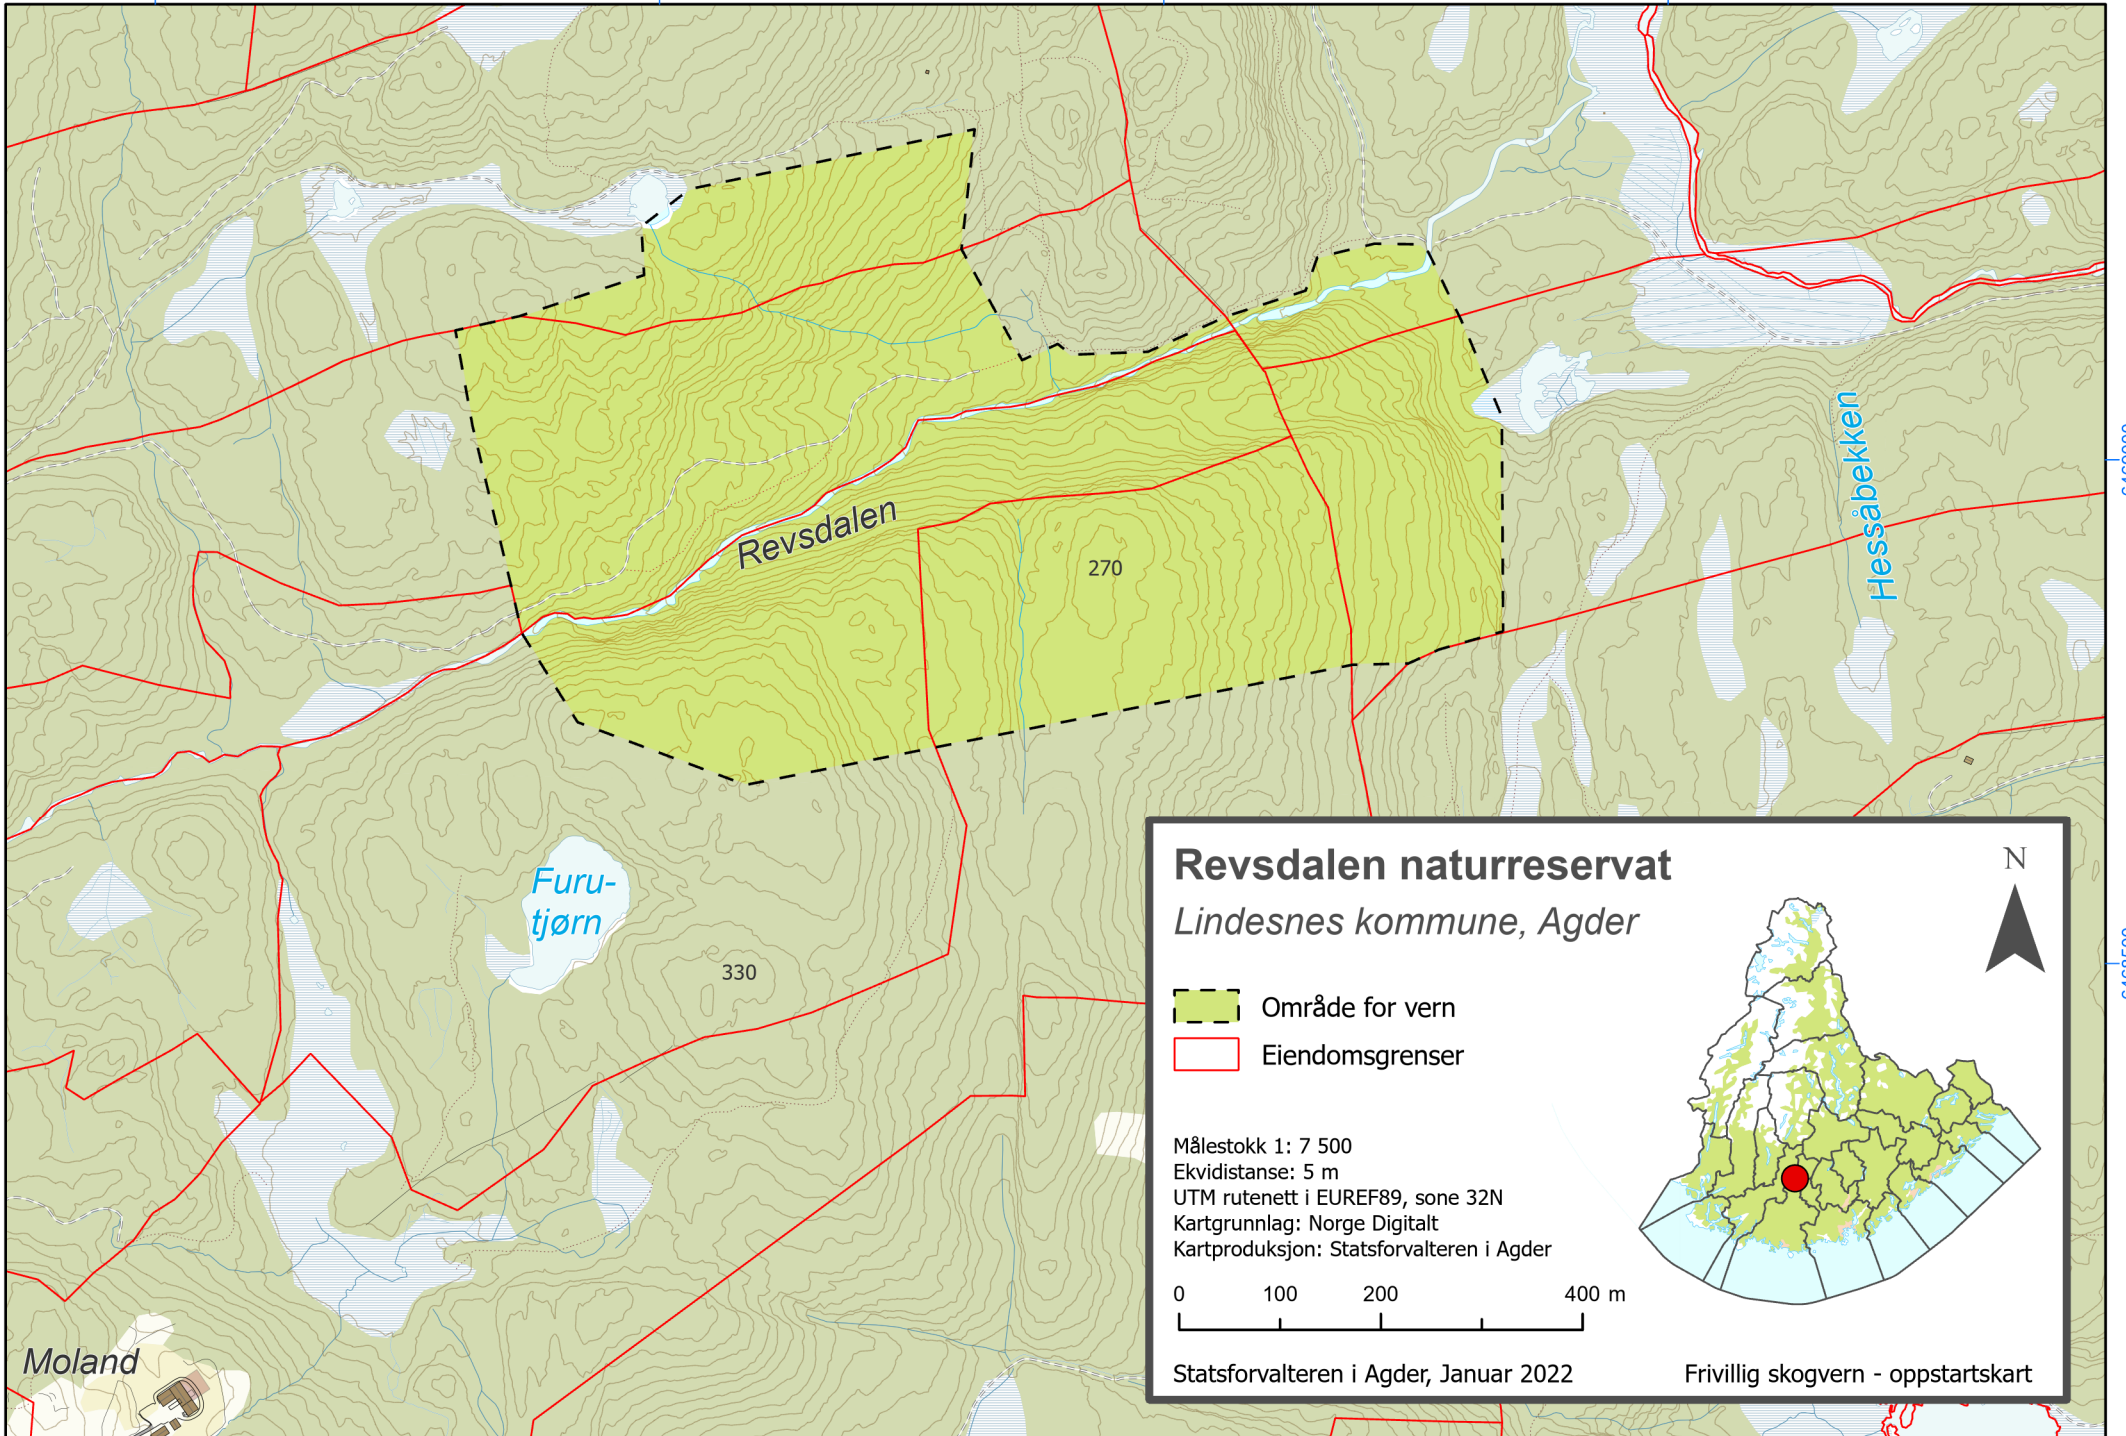 Revsdalen
270
Hessåbekken
Furu-
tjørn
330
Moland
Revsdalen naturreservat
Lindesnes kommune, Agder
N
Område for vern
Eiendomsgrenser
Målestokk 1: 7 500
Ekvidistanse: 5 m
UTM rutenett i EUREF89, sone 32N
Kartgrunnlag: Norge Digitalt
Kartproduksjon: Statsforvalteren i Agder
0 100 200 400 m
Statsforvalteren i Agder, Januar 2022
Frivillig skogvern - oppstartskart